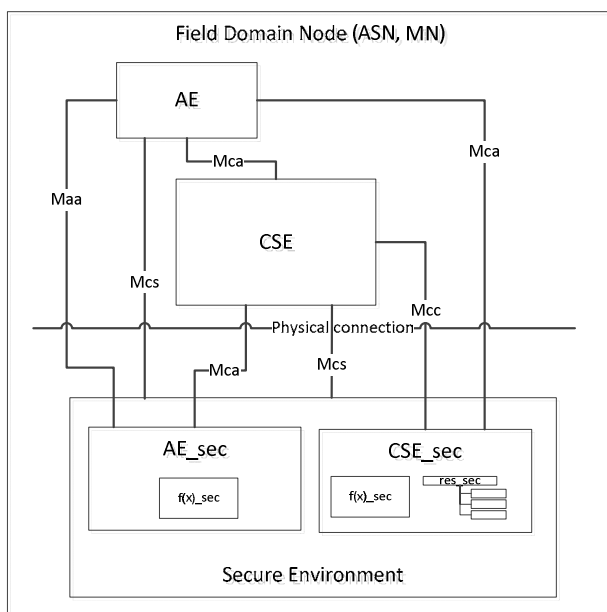 Field Domain Node (ASN, MN)
AE
Mca
Mca
Maa
CSE
Mcs
Mcc
Physical connection
Mca
Mcs
AE_sec
CSE_sec
f(x)_sec
f(x)_sec
res_sec
Secure Environment